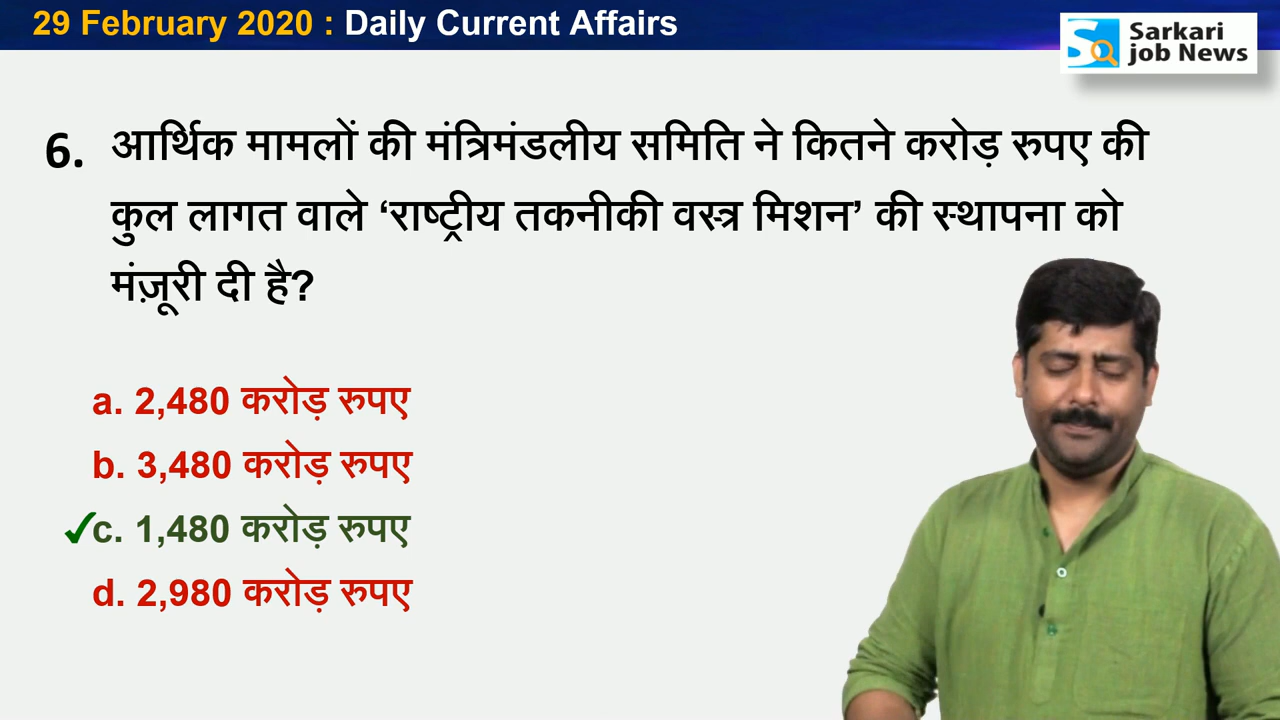 29 February 2020 : Daily Current Affairs
Sarkari
job News
6. आर्थिक मामलों की मंत्रिमंडलीय समिति ने कितने करोड़ रुपए की
कुल लागत वाले ‘राष्ट्रीय तकनीकी वस्त्र मिशन’ की स्थापना को
मंज़ूरी दी है?
a. 2,480 करोड़ रुपए
b. 3,480 करोड़ रुपए
✓c. 1,480 करोड़ रुपए
d. 2,980 करोड़ रुपए